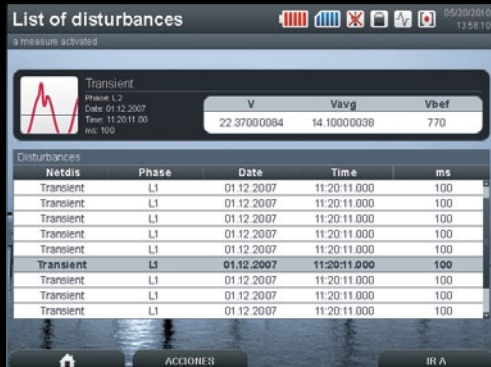 List of disturbances
05/20/2010
13:58:10
a measure activated
Transient
Phase: L2
Date: 01.12.2007
Time: 11:20:11.00
ms: 100
V Vavg Vbef
22.37000084 14.10000038 770
Disturbances
Netdis Phase Date Time ms
Transient L1 01.12.2007 11:20:11.000 100
Transient L1 01.12.2007 11:20:11.000 100
Transient L1 01.12.2007 11:20:11.000 100
Transient L1 01.12.2007 11:20:11.000 100
Transient L1 01.12.2007 11:20:11.000 100
Transient L1 01.12.2007 11:20:11.000 100
Transient L1 01.12.2007 11:20:11.000 100
Transient L1 01.12.2007 11:20:11.000 100
Transient L1 01.12.2007 11:20:11.000 100
ACCIONES IR A